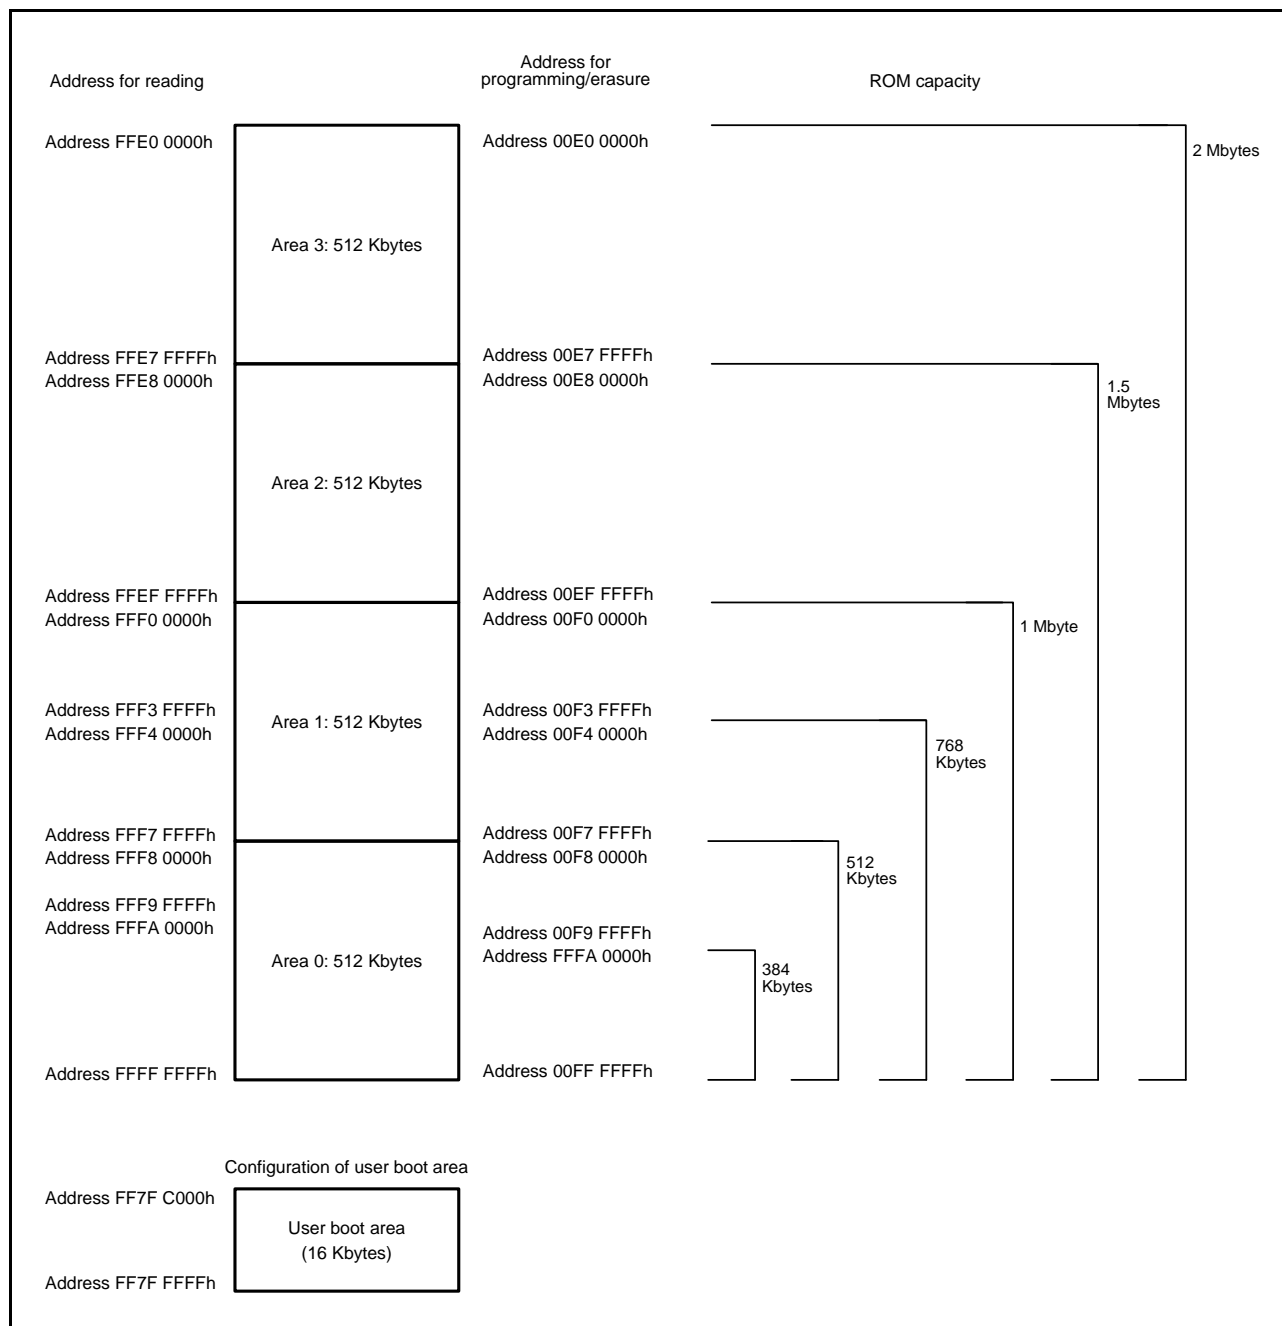 Address for reading
Address for
programming/erasure
ROM capacity
Address FFE0 0000h
Address 00E0 0000h
2 Mbytes
Area 3: 512 Kbytes
Address FFE7 FFFFh
Address 00E7 FFFFh
Address FFE8 0000h
Address 00E8 0000h
1.5
Mbytes
Area 2: 512 Kbytes
Address FFEF FFFFh
Address 00EF FFFFh
Address FFF0 0000h
Address 00F0 0000h
1 Mbyte
Address FFF3 FFFFh
Address 00F3 FFFFh
Area 1: 512 Kbytes
Address FFF4 0000h
Address 00F4 0000h
768
Kbytes
Address FFF7 FFFFh
Address 00F7 FFFFh
Address FFF8 0000h
Address 00F8 0000h
512
Kbytes
Address FFF9 FFFFh
Address FFFA 0000h
Address 00F9 FFFFh
Address FFFA 0000h
Area 0: 512 Kbytes
384
Kbytes
Address FFFF FFFFh
Address 00FF FFFFh
Configuration of user boot area
Address FF7F C000h
User boot area
(16 Kbytes)
Address FF7F FFFFh